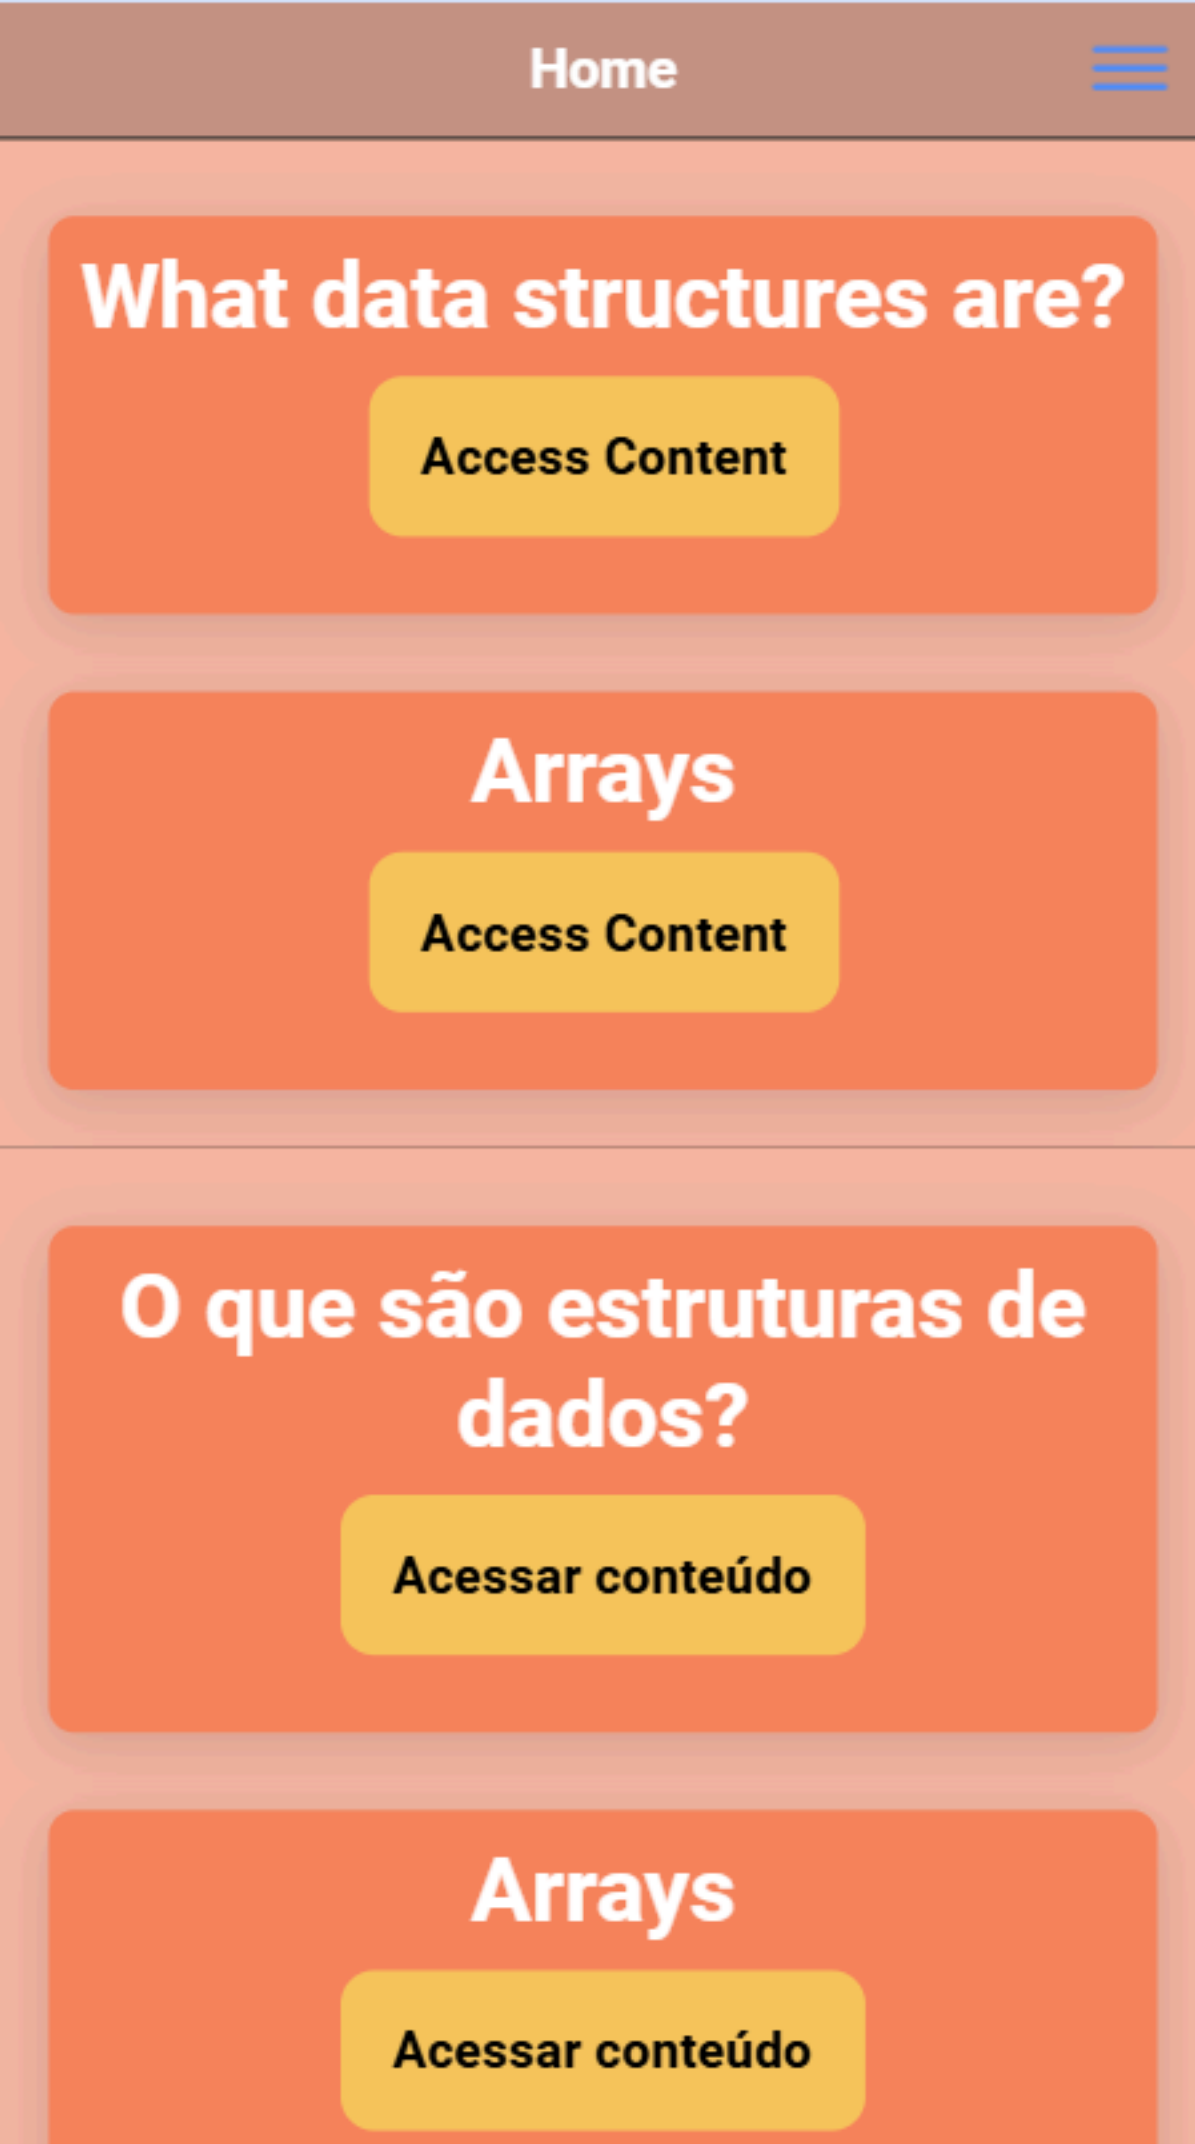 Home
What data structures are?
Access Content
Arrays
Access Content
O que são estruturas de
dados?
Acessar conteúdo
Arrays
Acessar conteúdo